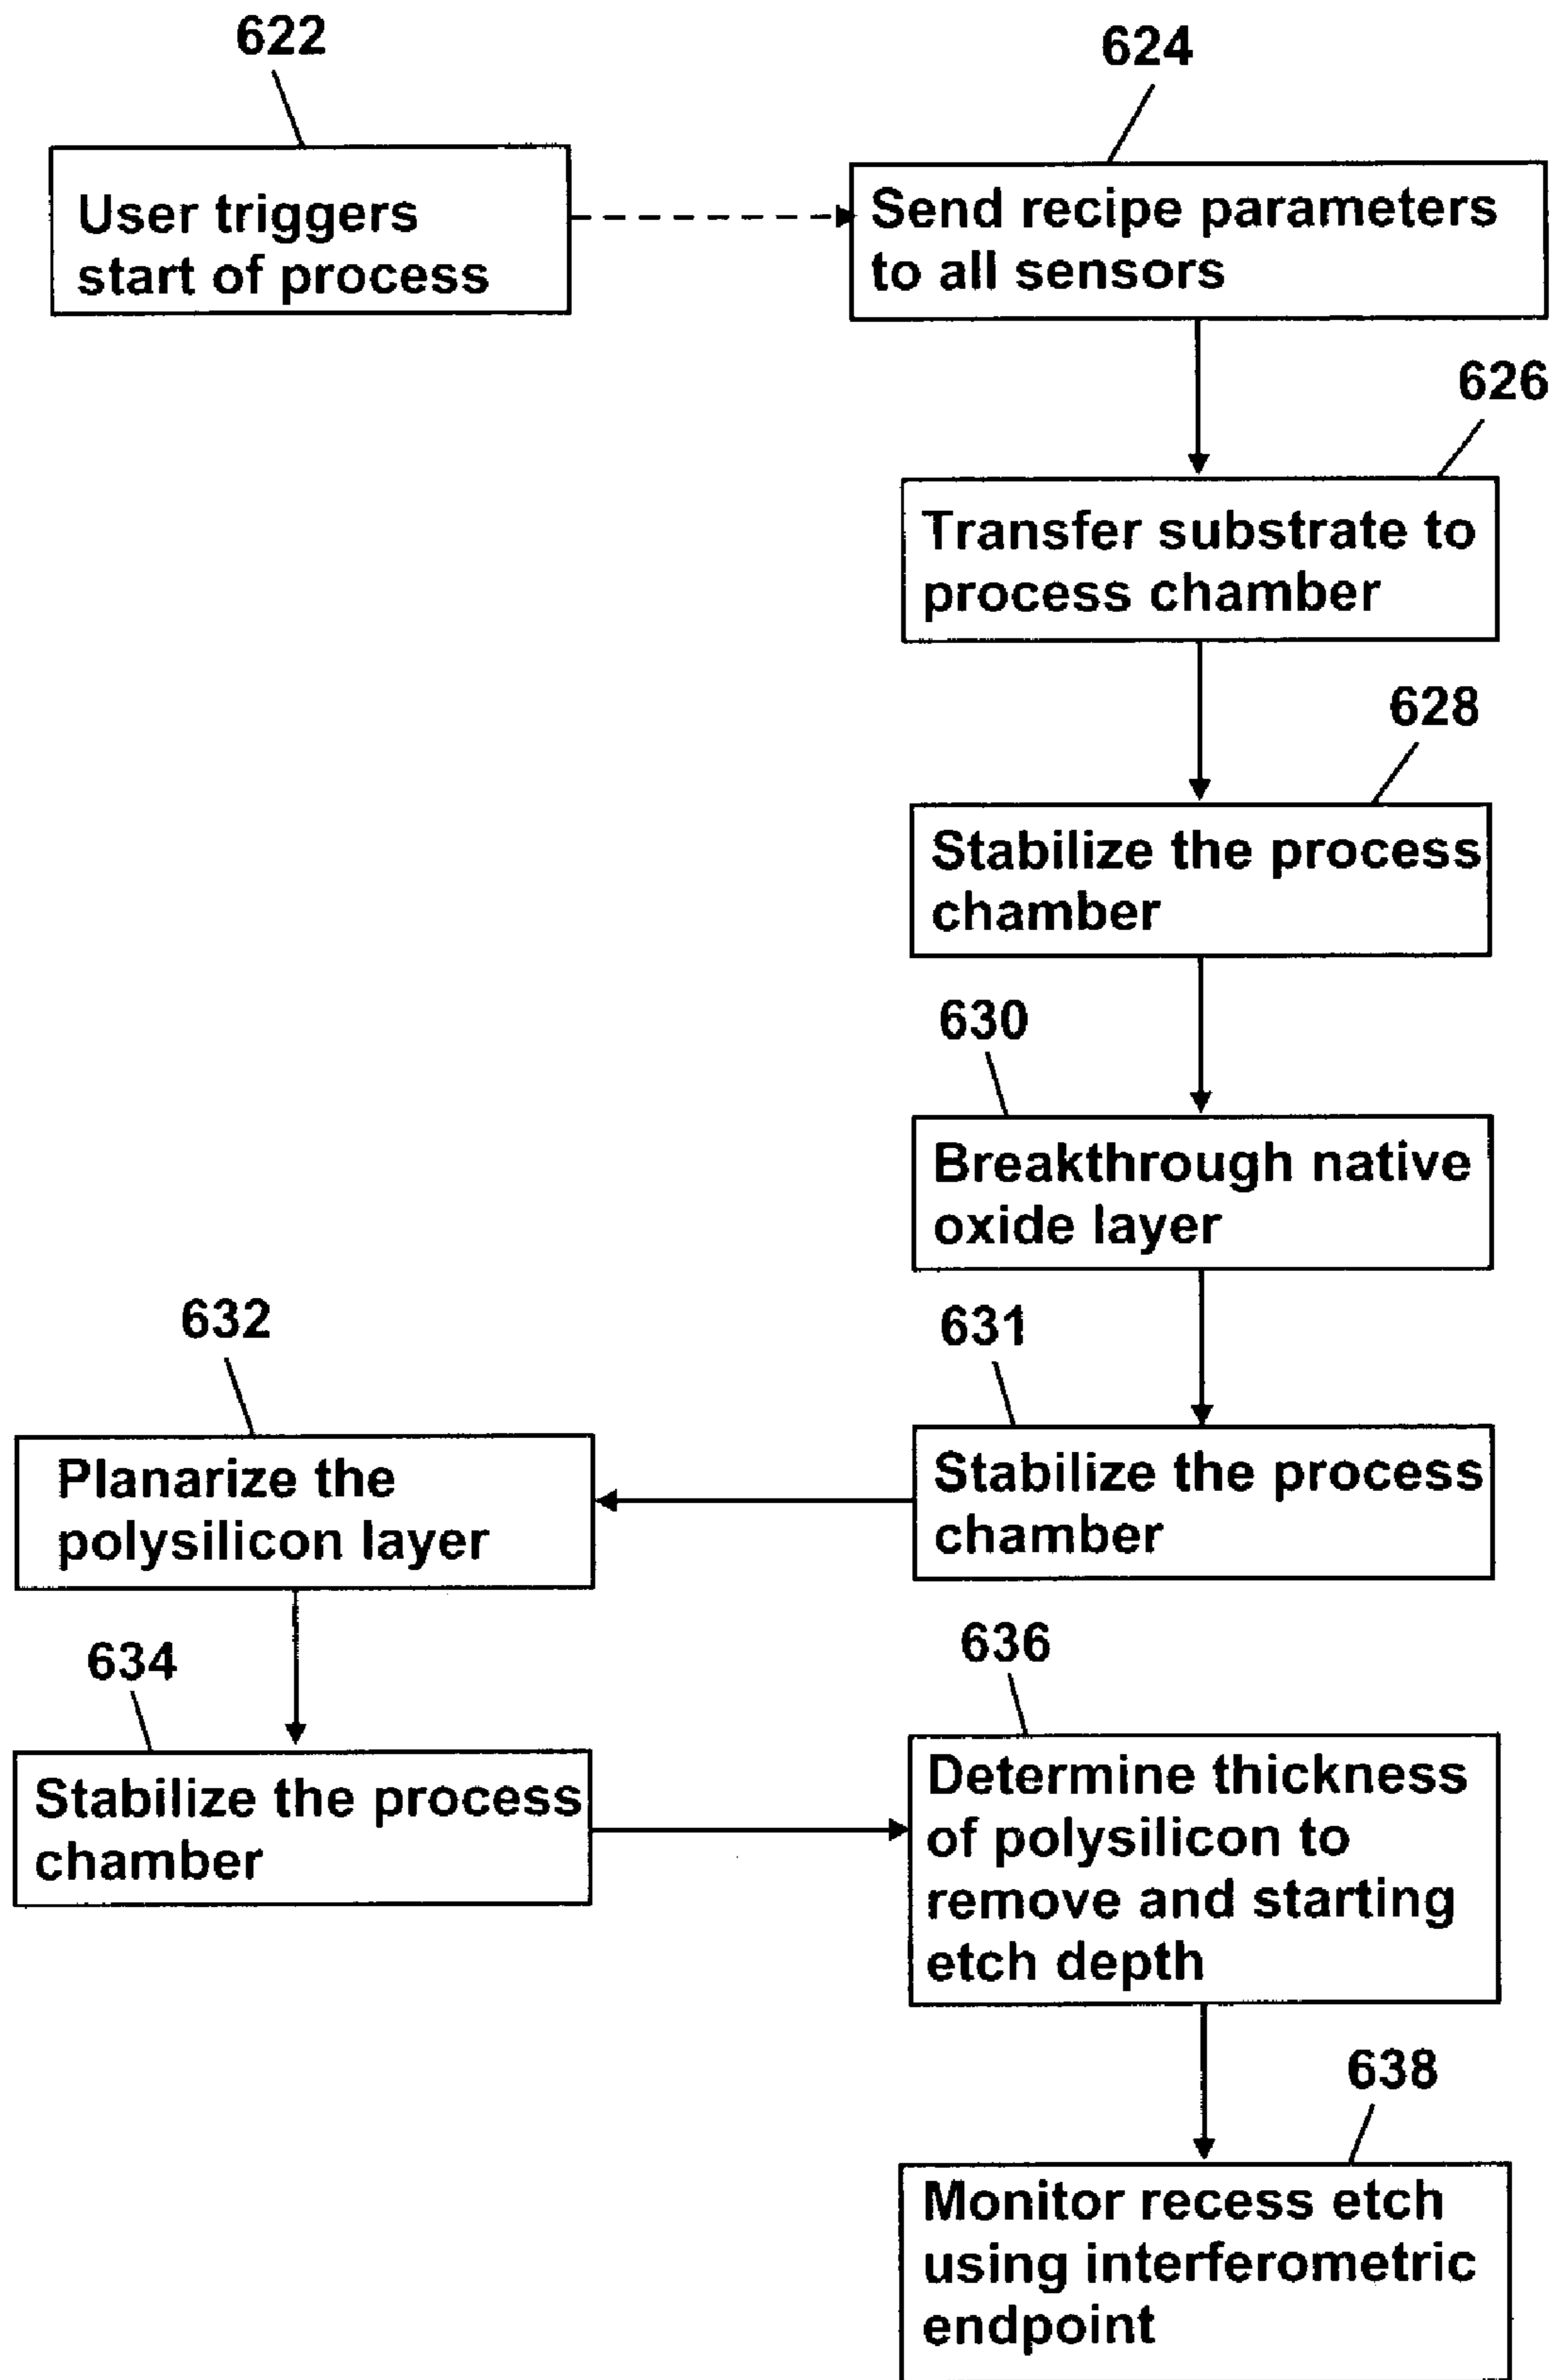 622
User triggers
start of process
624
Send recipe parameters
to all sensors
626
Transfer substrate to
process chamber
628
Stabilize the process
chamber
630
Breakthrough native
oxide layer
631
Stabilize the process
chamber
632
Planarize the
polysilicon layer
634
Stabilize the process
chamber
636
Determine thickness
of polysilicon to
remove and starting
etch depth
638
Monitor recess etch
using interferometric
endpoint